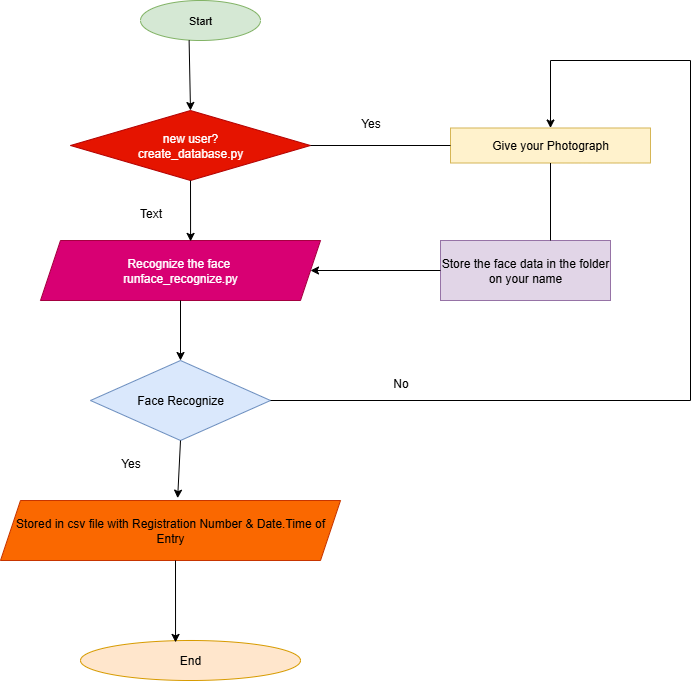 Start
new user?
create_database.py
Yes
Give your Photograph
Text
Recognize the face
runface_recognize.py
Store the face data in the folder
on your name
Face Recognize
No
Yes
Stored in csv file with Registration Number & Date.Time of
Entry
End